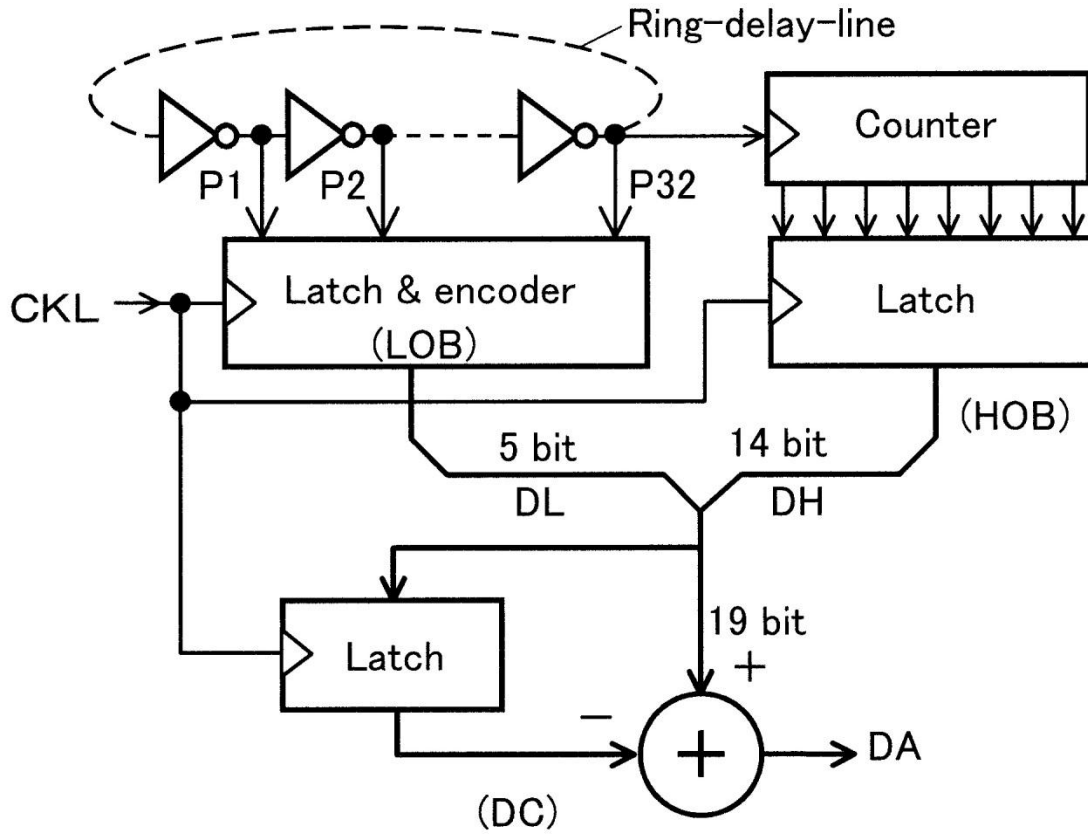 Ring-delay-line
Counter
P1
P2
P32
CKL
Latch & encoder
(LOB)
Latch
(HOB)
5 bit
14 bit
DL
DH
19 bit
+
Latch
−
+
DA
(DC)